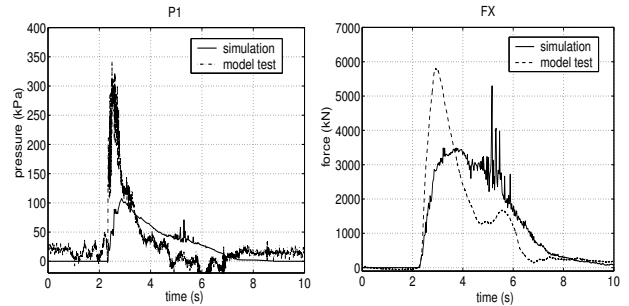 P1
pressure (kPa)
400
350
300
250
200
150
100
50
0
simulation
model test
0 2 4 6 8 10
time (s)
FX
force (kN)
7000
6000
5000
4000
3000
2000
1000
0
simulation
model test
0 2 4 6 8 10
time (s)